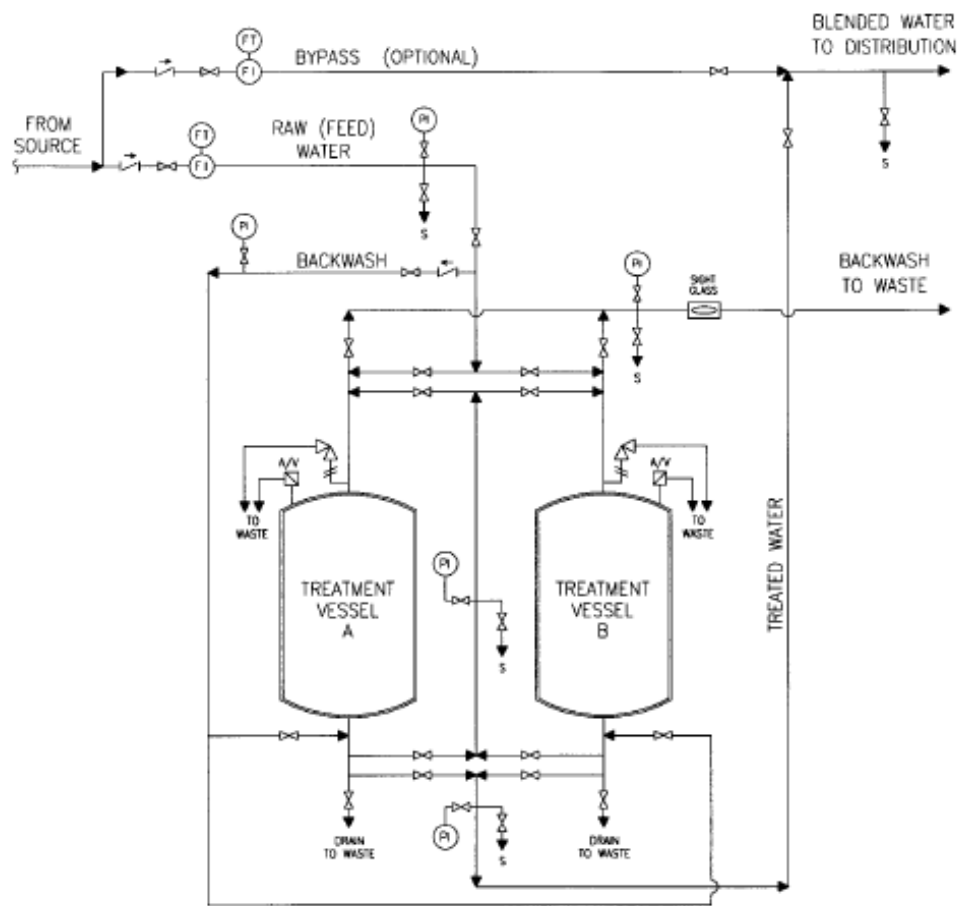 BLENDED WATER
TO DISTRIBUTION
FT
FI
BYPASS (OPTIONAL)
FROM
SOURCE
FT
FI
RAW (FEED)
WATER
PI
S
S
PI
BACKWASH
PI
SIGHT
GLASS
BACKWASH
TO WASTE
S
A/V
A/V
TO
WASTE
TO
WASTE
TREATMENT
VESSEL
A
PI
S
TREATMENT
VESSEL
B
TREATED WATER
PI
S
DRAIN
TO WASTE
DRAIN
TO WASTE